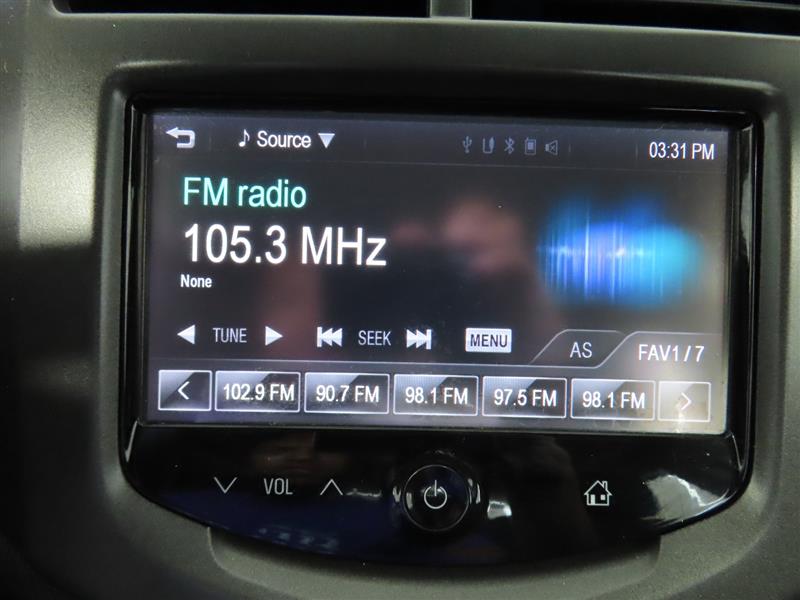 Source
03:31 PM
FM radio
105.3 MHz
None
TUNE SEEK MENU AS FAV1 / 7
102.9 FM 90.7 FM 98.1 FM 97.5 FM 98.1 FM
VOL